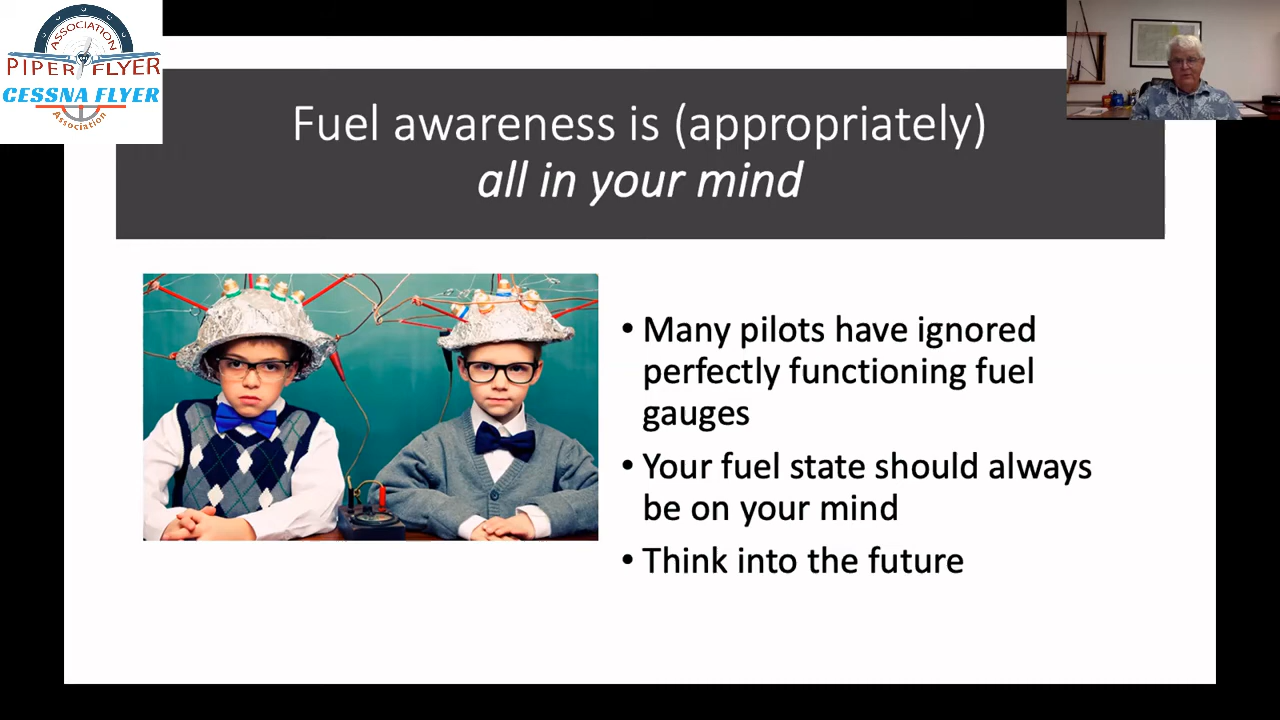 ASSOCIATION
PIPER FLYER
CESSNA FLYER
Association
Fuel awareness is (appropriately)
all in your mind
• Many pilots have ignored
perfectly functioning fuel
gauges
• Your fuel state should always
be on your mind
• Think into the future